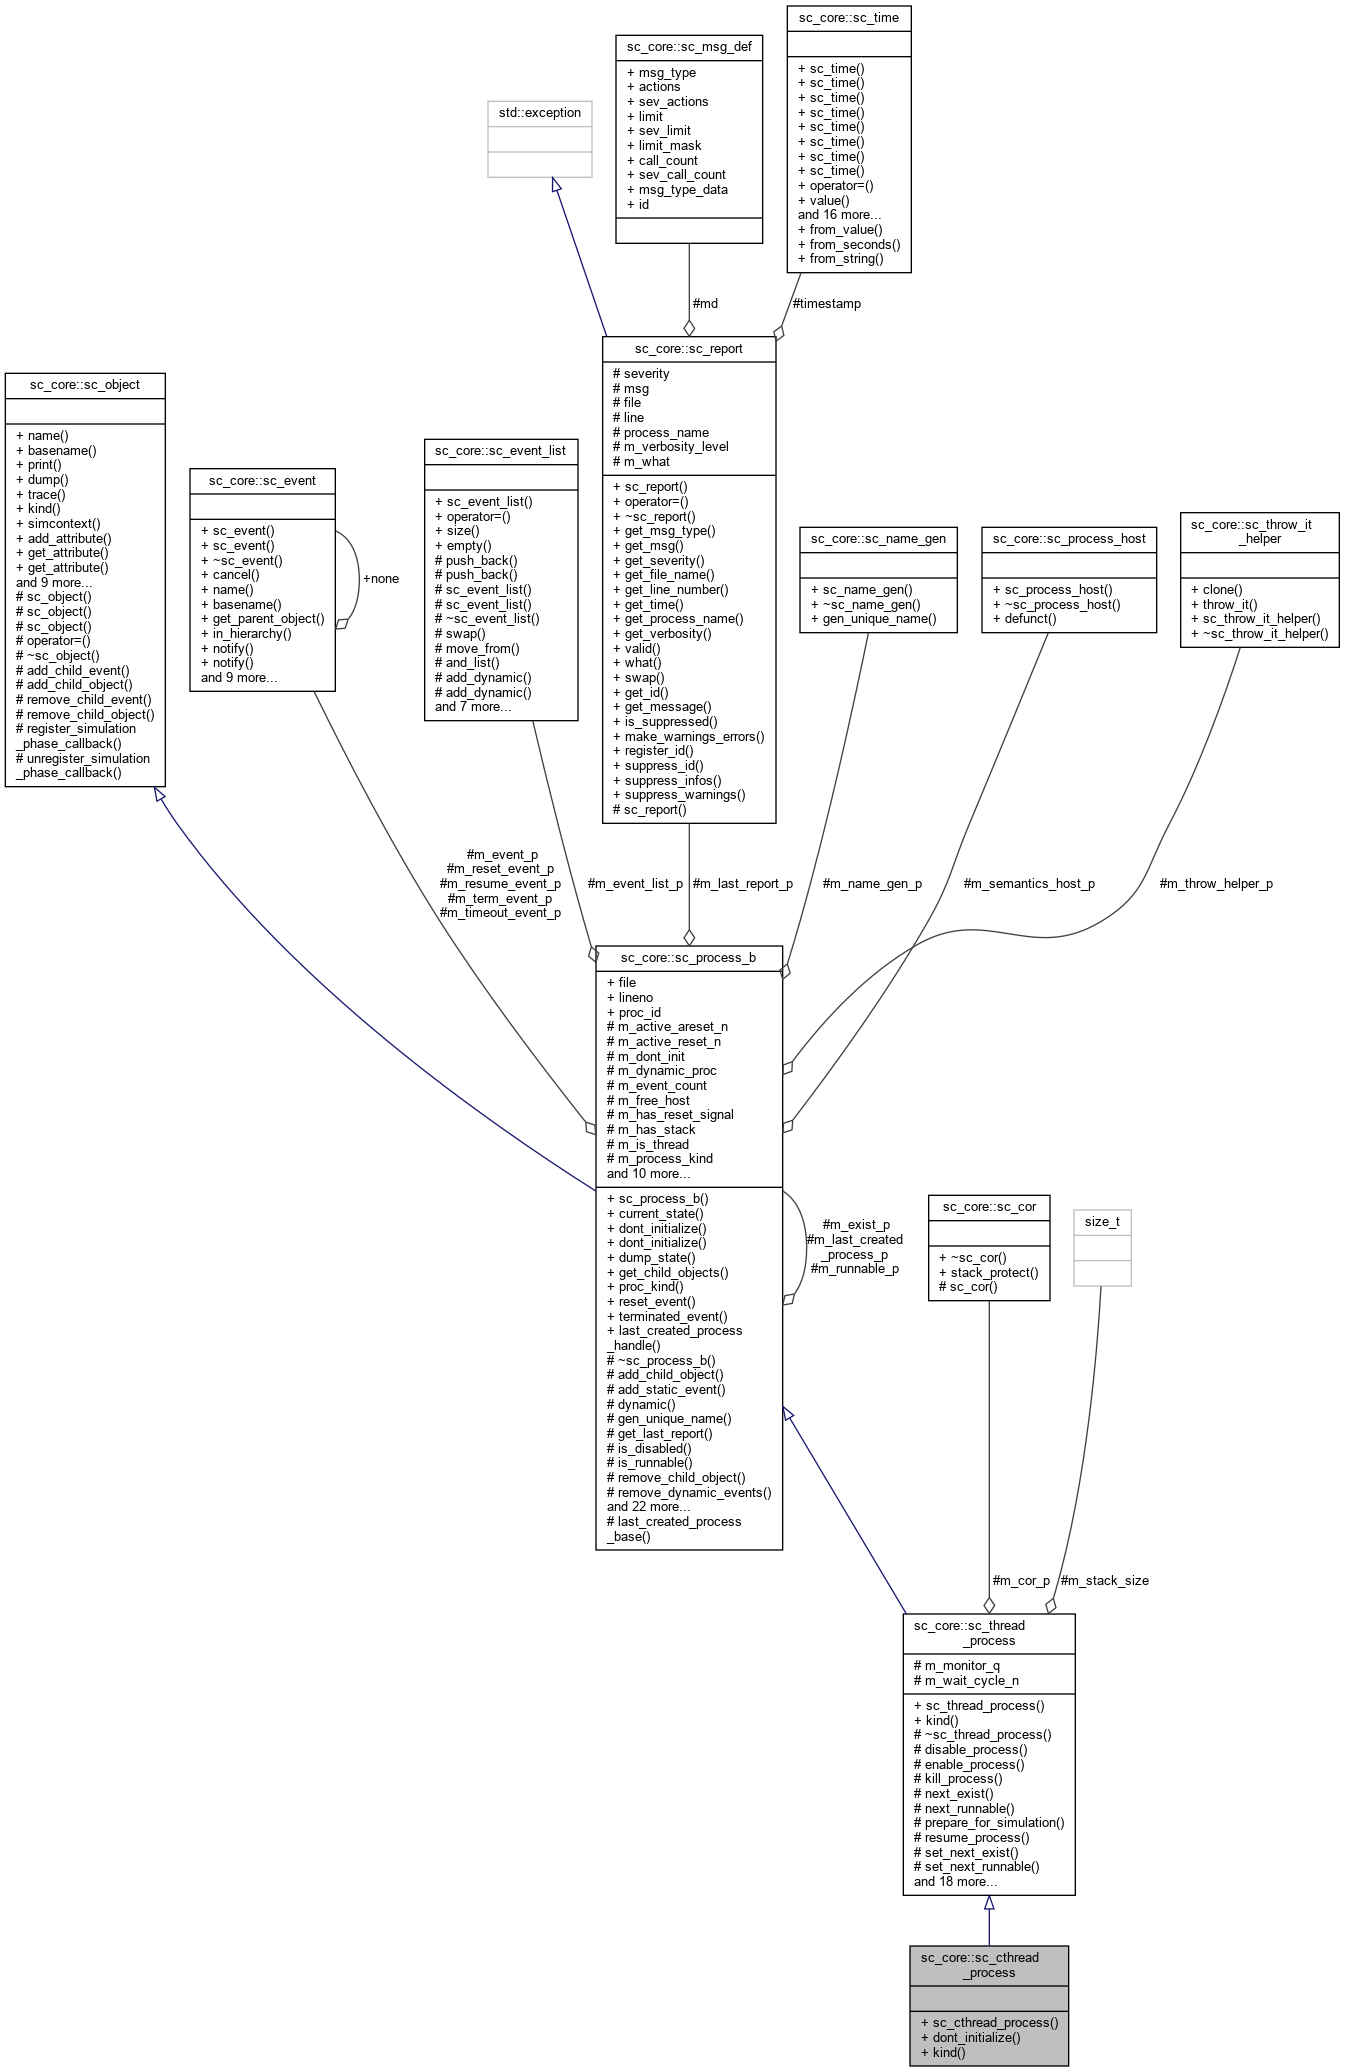 sc_core::sc_time
+ sc_time()
+ sc_time()
+ sc_time()
+ sc_time()
+ sc_time()
+ sc_time()
+ sc_time()
+ sc_time()
+ operator=()
+ value()
and 16 more...
+ from_value()
+ from_seconds()
+ from_string()
sc_core::sc_msg_def
+ msg_type
+ actions
+ sev_actions
+ limit
+ sev_limit
+ limit_mask
+ call_count
+ sev_call_count
+ msg_type_data
+ id
std::exception
#md
#timestamp
sc_core::sc_report
# severity
# msg
# file
# line
# process_name
# m_verbosity_level
# m_what
+ sc_report()
+ operator=()
+ ~sc_report()
+ get_msg_type()
+ get_msg()
+ get_severity()
+ get_file_name()
+ get_line_number()
+ get_time()
+ get_process_name()
+ get_verbosity()
+ valid()
+ what()
+ swap()
+ get_id()
+ get_message()
+ is_suppressed()
+ make_warnings_errors()
+ register_id()
+ suppress_id()
+ suppress_infos()
+ suppress_warnings()
# sc_report()
sc_core::sc_object
+ name()
+ basename()
+ print()
+ dump()
+ trace()
+ kind()
+ simcontext()
+ add_attribute()
+ get_attribute()
+ get_attribute()
and 9 more...
# sc_object()
# sc_object()
# sc_object()
# operator=()
# ~sc_object()
# add_child_event()
# add_child_object()
# remove_child_event()
# remove_child_object()
# register_simulation
_phase_callback()
# unregister_simulation
_phase_callback()
sc_core::sc_event
+ sc_event()
+ sc_event()
+ ~sc_event()
+ cancel()
+ name()
+ basename()
+ get_parent_object()
+ in_hierarchy()
+ notify()
+ notify()
and 9 more...
+none
sc_core::sc_event_list
+ sc_event_list()
+ operator=()
+ size()
+ empty()
# push_back()
# push_back()
# sc_event_list()
# sc_event_list()
# ~sc_event_list()
# swap()
# move_from()
# and_list()
# add_dynamic()
# add_dynamic()
and 7 more...
sc_core::sc_name_gen
+ sc_name_gen()
+ ~sc_name_gen()
+ gen_unique_name()
sc_core::sc_process_host
+ sc_process_host()
+ ~sc_process_host()
+ defunct()
sc_core::sc_throw_it
_helper
+ clone()
+ throw_it()
+ sc_throw_it_helper()
+ ~sc_throw_it_helper()
#m_event_p
#m_reset_event_p
#m_resume_event_p
#m_term_event_p
#m_timeout_event_p
#m_event_list_p
#m_last_report_p
#m_name_gen_p
#m_semantics_host_p
#m_throw_helper_p
sc_core::sc_process_b
+ file
+ lineno
+ proc_id
# m_active_areset_n
# m_active_reset_n
# m_dont_init
# m_dynamic_proc
# m_event_count
# m_free_host
# m_has_reset_signal
# m_has_stack
# m_is_thread
# m_process_kind
and 10 more...
+ sc_process_b()
+ current_state()
+ dont_initialize()
+ dont_initialize()
+ dump_state()
+ get_child_objects()
+ proc_kind()
+ reset_event()
+ terminated_event()
+ last_created_process
_handle()
# ~sc_process_b()
# add_child_object()
# add_static_event()
# dynamic()
# gen_unique_name()
# get_last_report()
# is_disabled()
# is_runnable()
# remove_child_object()
# remove_dynamic_events()
and 22 more...
# last_created_process
_base()
#m_exist_p
#m_last_created
_process_p
#m_runnable_p
sc_core::sc_cor
+ ~sc_cor()
+ stack_protect()
# sc_cor()
size_t
#m_cor_p
#m_stack_size
sc_core::sc_thread
_process
# m_monitor_q
# m_wait_cycle_n
+ sc_thread_process()
+ kind()
# ~sc_thread_process()
# disable_process()
# enable_process()
# kill_process()
# next_exist()
# next_runnable()
# prepare_for_simulation()
# resume_process()
# set_next_exist()
# set_next_runnable()
and 18 more...
sc_core::sc_cthread
_process
+ sc_cthread_process()
+ dont_initialize()
+ kind()